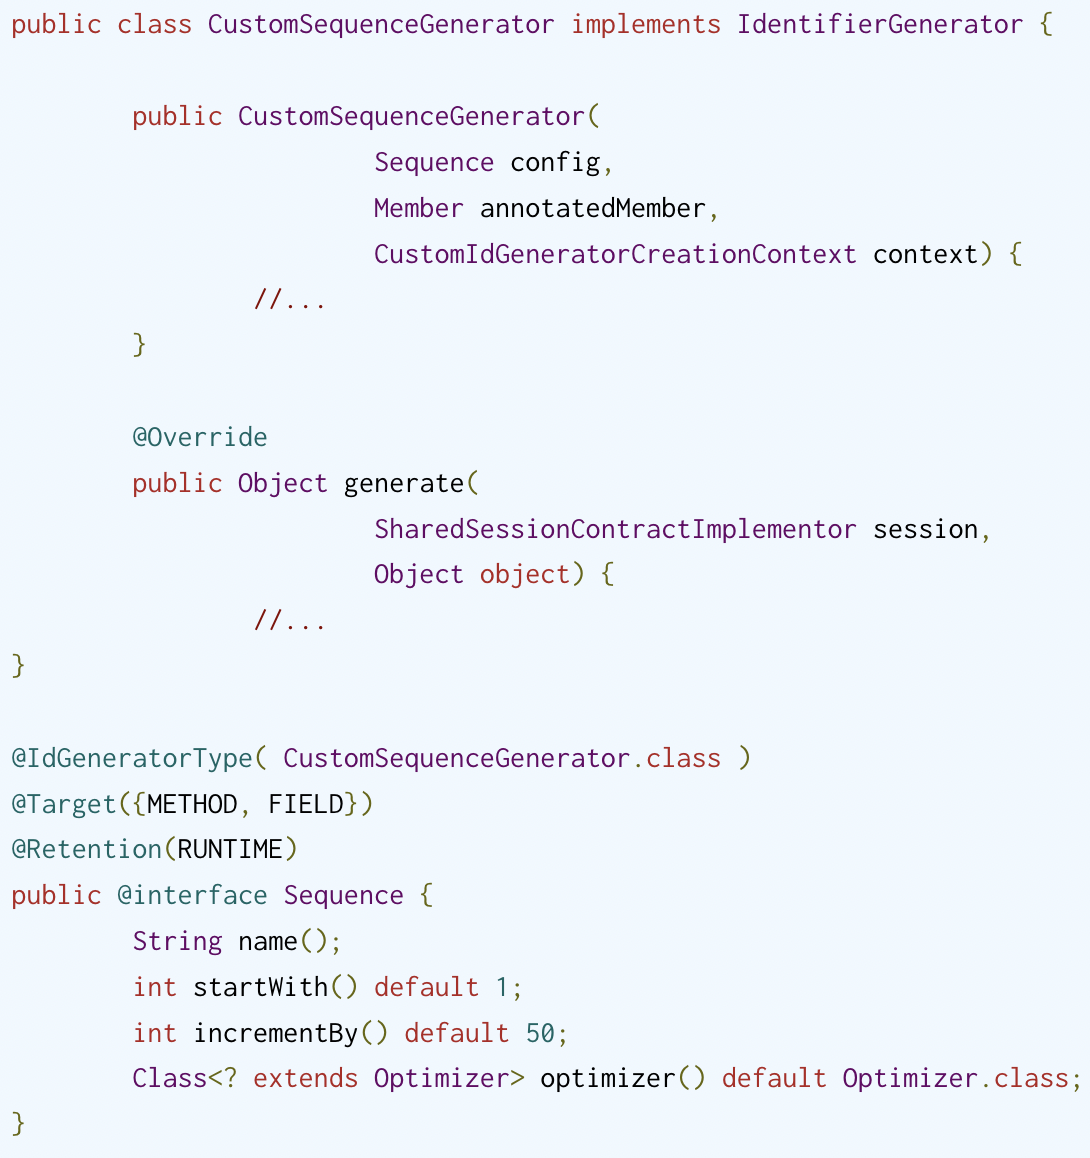 public class CustomSequenceGenerator implements IdentifierGenerator {

        public CustomSequenceGenerator(
                        Sequence config,
                        Member annotatedMember,
                        CustomIdGeneratorCreationContext context) {
                //...
        }

        @Override
        public Object generate(
                        SharedSessionContractImplementor session,
                        Object object) {
                //...
}

@IdGeneratorType( CustomSequenceGenerator.class )
@Target({METHOD, FIELD})
@Retention(RUNTIME)
public @interface Sequence {
        String name();
        int startWith() default 1;
        int incrementBy() default 50;
        Class<? extends Optimizer> optimizer() default Optimizer.class;
}